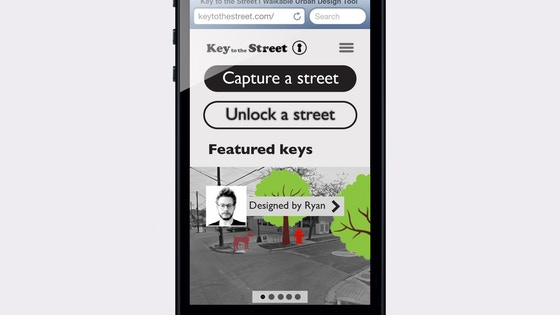 Key to the Street | Walkable Urban Design Tool
keytothestreet.com/
Search
Key to the Street
Capture a street
Unlock a street
Featured keys
Designed by Ryan